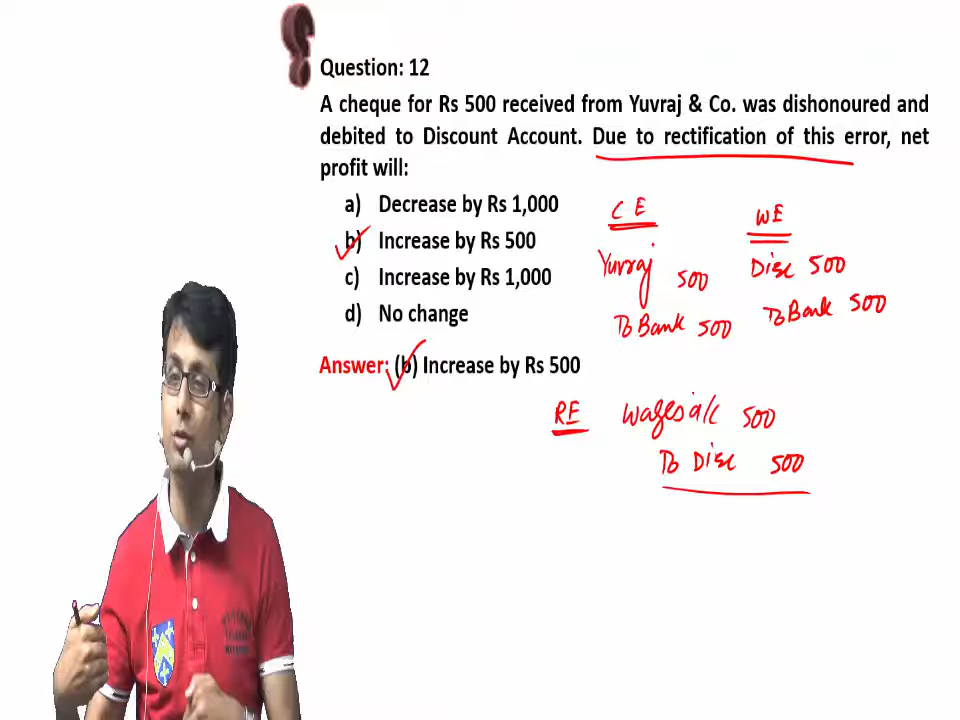 Question: 12
A cheque for Rs 500 received from Yuvraj & Co. was dishonoured and
debited to Discount Account. Due to rectification of this error, net
profit will:
a) Decrease by Rs 1,000
b) Increase by Rs 500
c) Increase by Rs 1,000
d) No change
Answer: (b) Increase by Rs 500
C E
Yuvraj 500
To Bank 500
WE
Disc 500
To Bank 500
RE Wages a/c 500
To Disc 500